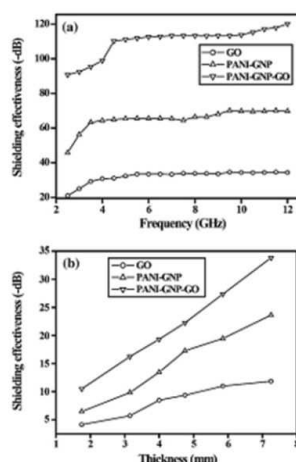 (a)
GO
PANI-GNP
PANI-GNP-GO
Shielding effectiveness (-dB)
120
100
80
60
40
20
2
4
6
8
10
12
Frequency (GHz)
(b)
GO
PANI-GNP
PANI-GNP-GO
Shielding effectiveness (-dB)
35
30
25
20
15
10
5
1
2
3
4
5
6
7
8
Thickness (mm)